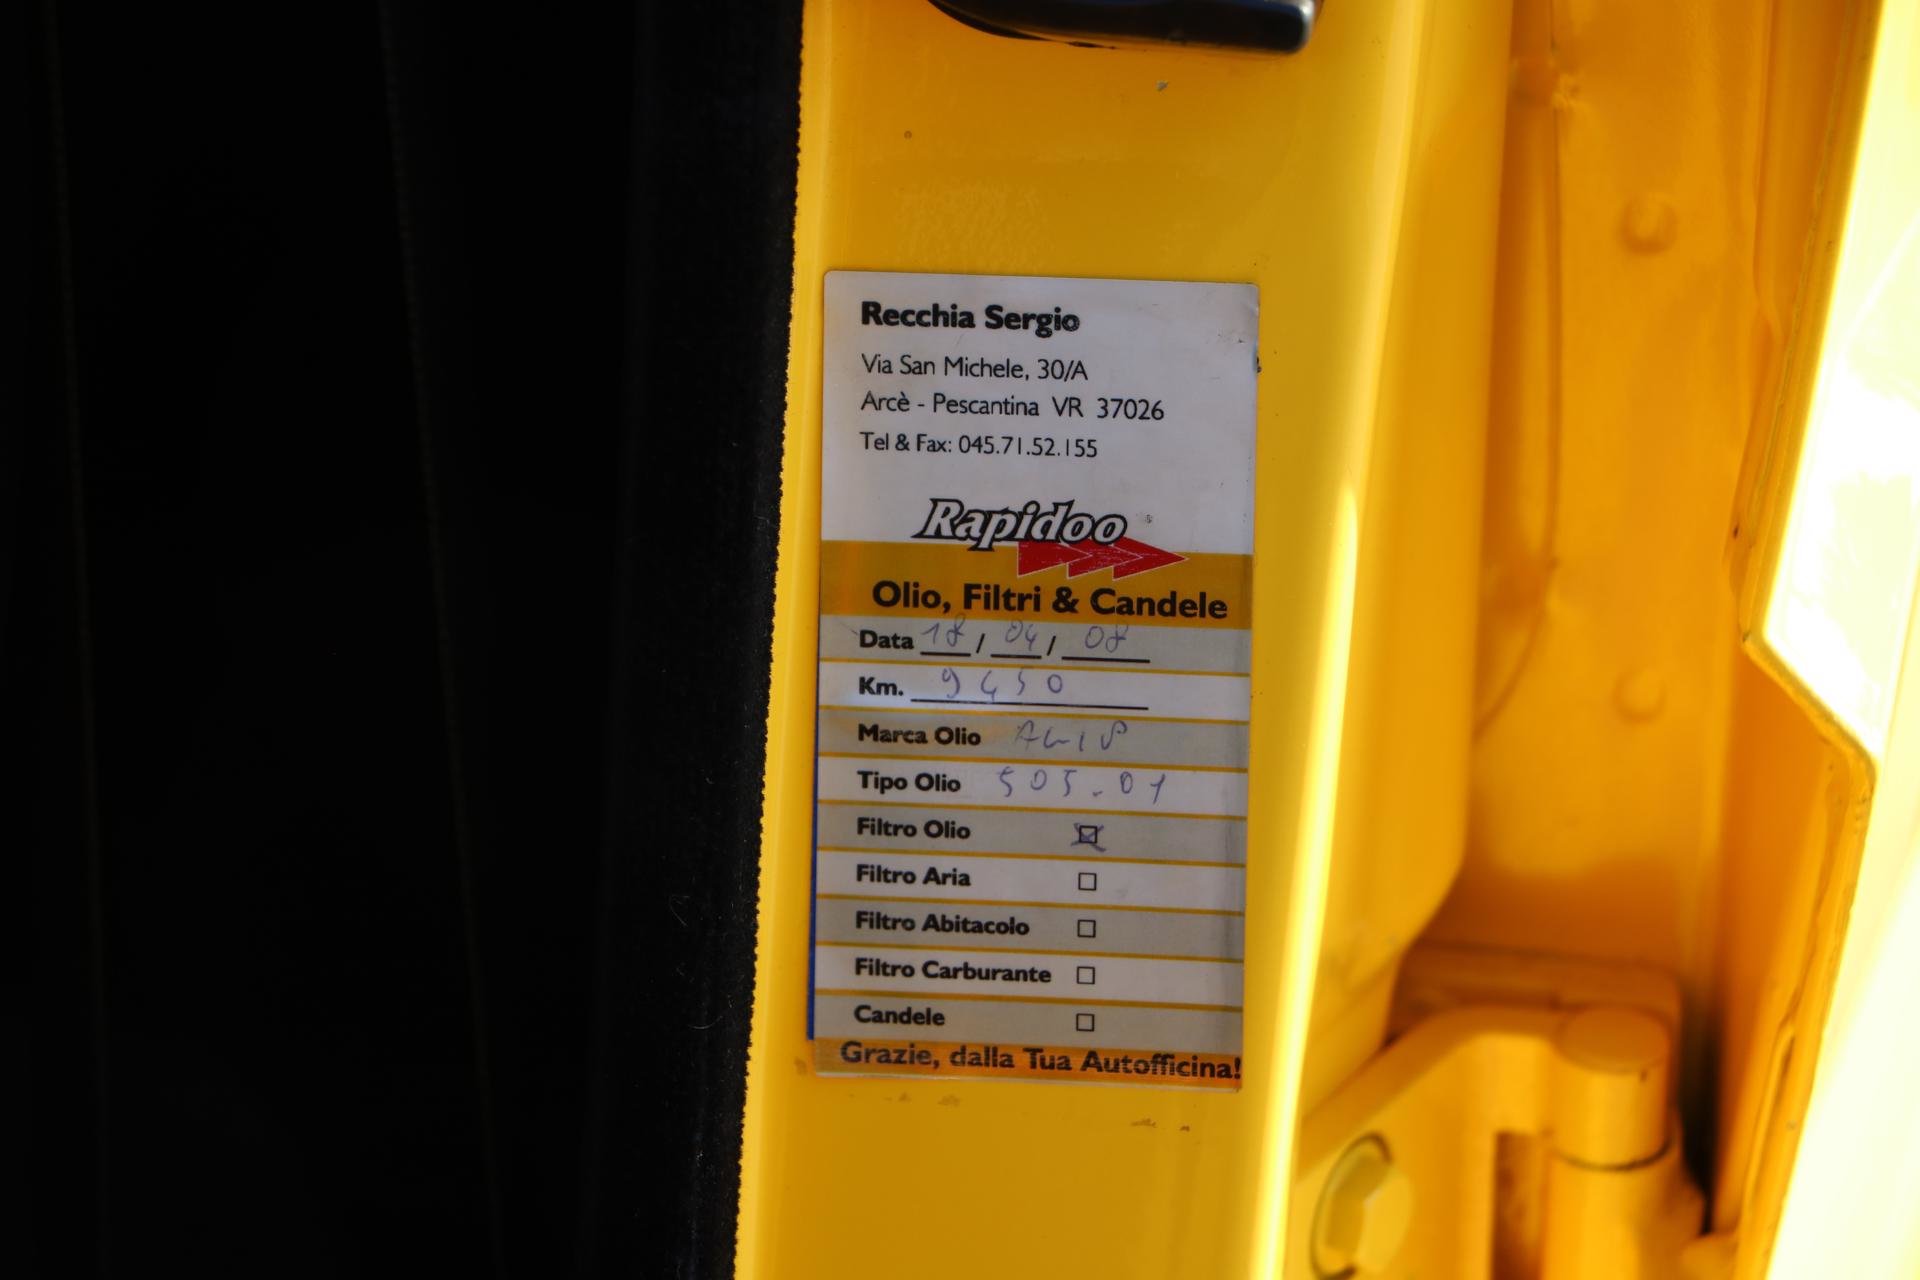 Recchia Sergio
Via San Michele, 30/A
Arcè - Pescantina VR 37026
Tel & Fax: 045.71.52.155
Rapidoo
Olio, Filtri & Candele
Data 18 / 04 / 08
Km. 9450
Marca Olio AGIP
Tipo Olio 505.01
Filtro Olio
Filtro Aria
Filtro Abitacolo
Filtro Carburante
Candele
Grazie, dalla Tua Autofficina!